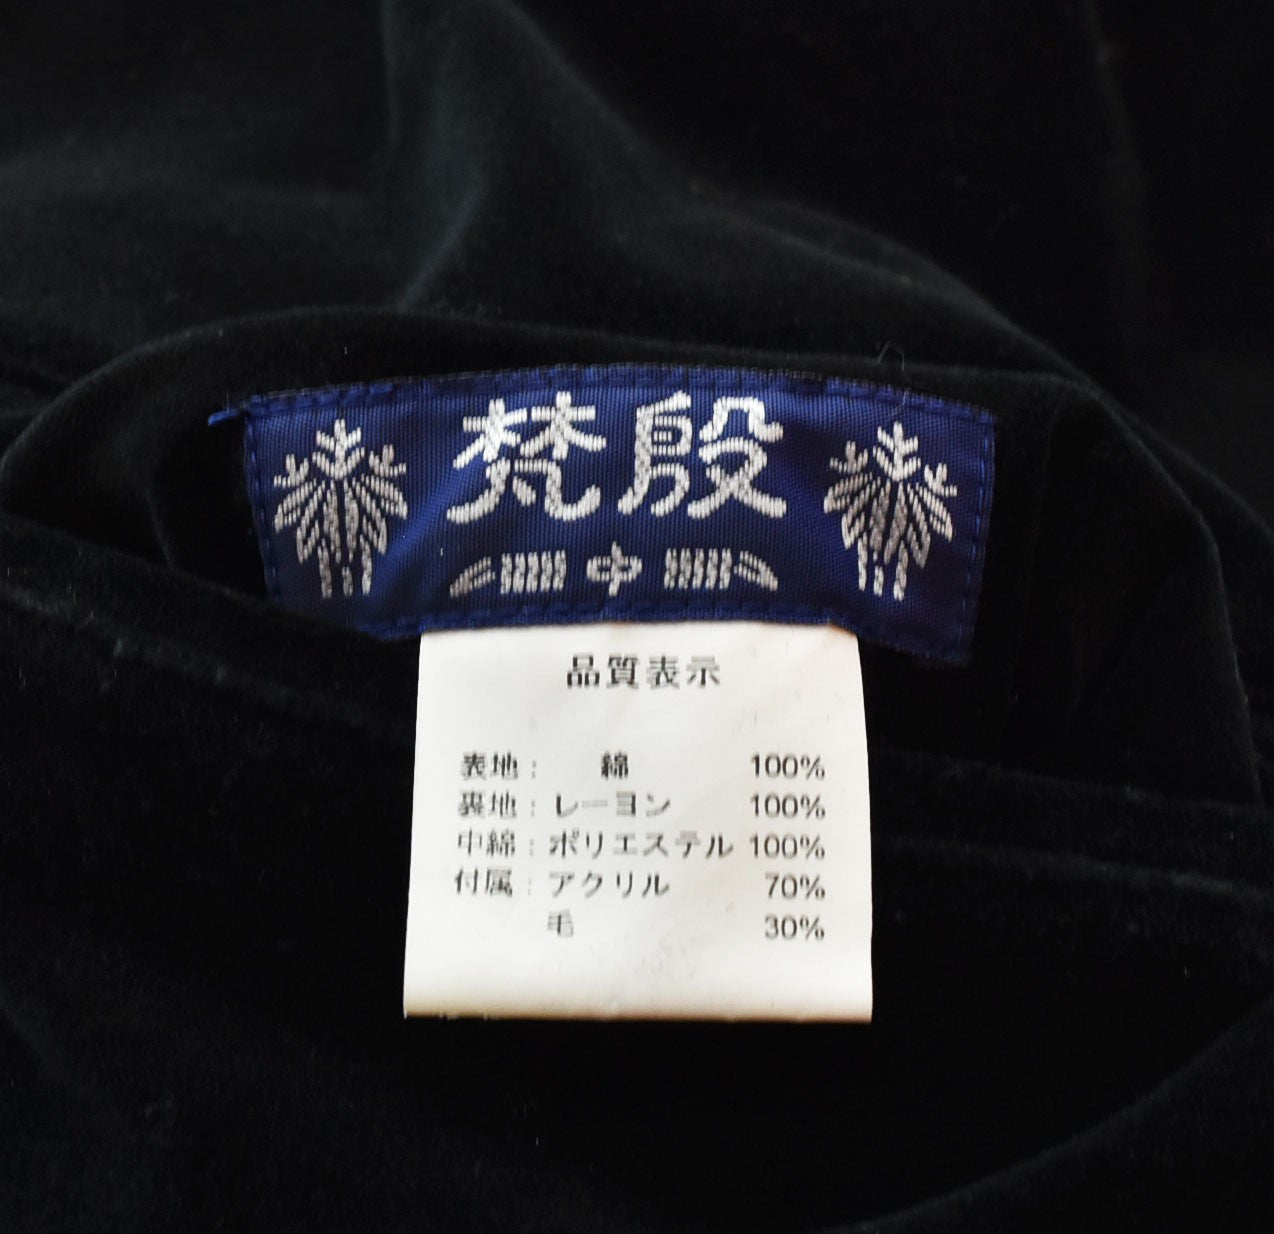 梵殷
中
品質表示
表地: 綿 100%
裏地: レーヨン 100%
中綿: ポリエステル 100%
付属: アクリル 70%
毛 30%